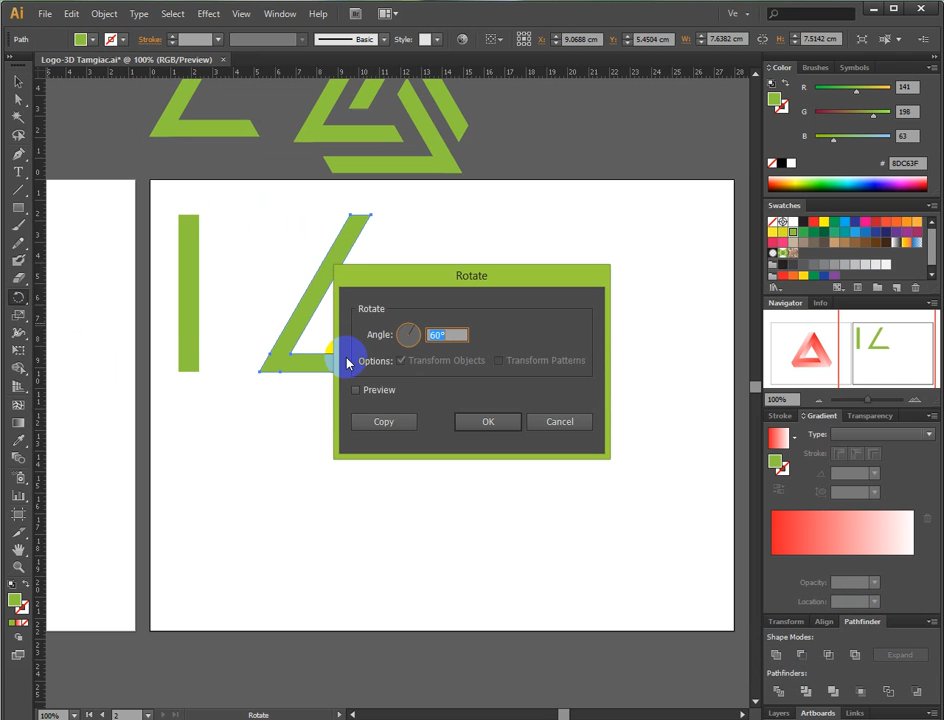 Ai File Edit Object Type Select Effect View Window Help Br Ve
Path Stroke: Basic Style: X: 9.0688 cm Y: 5.4504 cm W: 7.6382 cm H: 7.5142 cm
Logo-3D Tamgiac.ai* @ 100% (RGB/Preview) ×
Color Brushes Symbols
R 141
G 198
B 63
# 8DC63F
Swatches
Navigator Info
100%
Stroke Gradient Transparency
Type:
Stroke:
Opacity:
Location:
Transform Align Pathfinder
Shape Modes:
Expand
Pathfinders:
Layers Artboards Links
Rotate
Rotate
Angle: 60°
Options: Transform Objects Transform Patterns
Preview
Copy OK Cancel
100% 2 Rotate